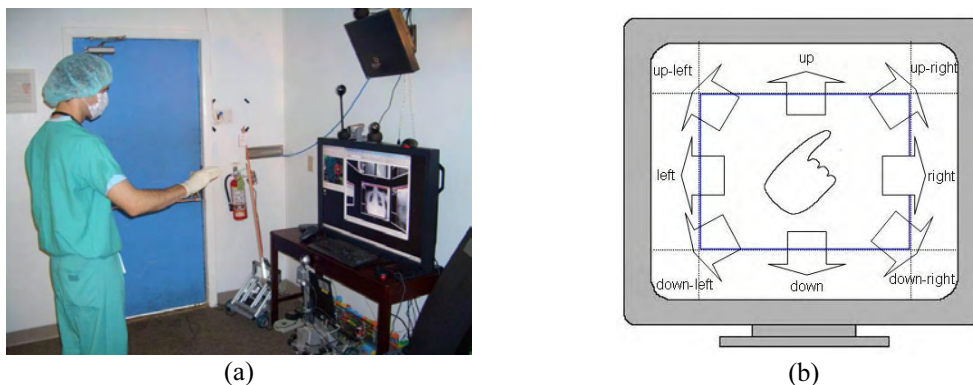 up
up-left
up-right
left
right
down-left
down
down-right
(a)
(b)